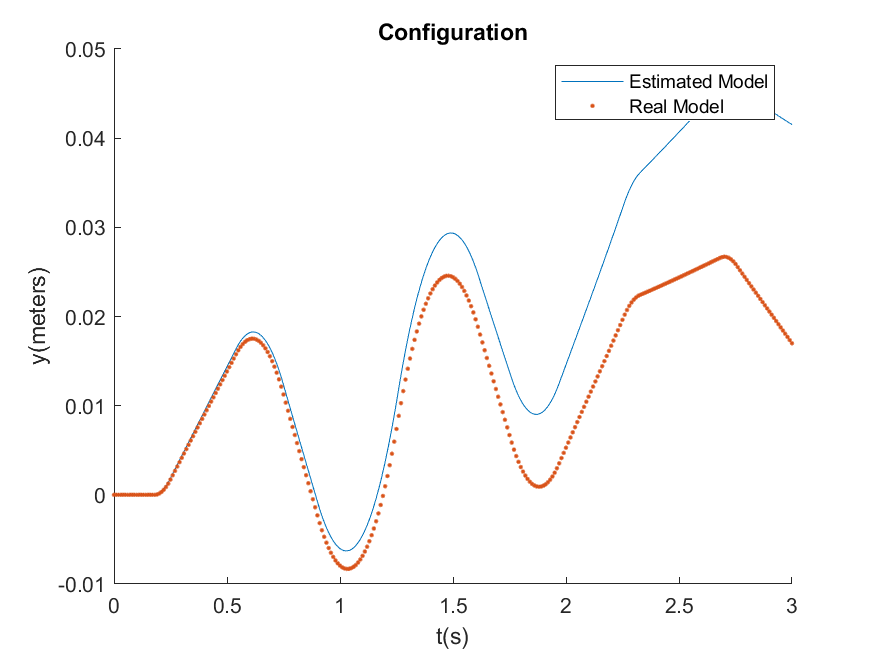 Configuration
Estimated Model
Real Model
0.05
0.04
0.03
0.02
0.01
0
-0.01
y(meters)
0 0.5 1 1.5 2 2.5 3
t(s)